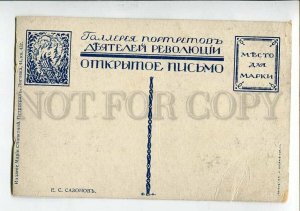 Галлерея портретовъ
дѣятелей революціи
ОТКРЫТОЕ ПИСЬМО
МѢСТО
ДЛЯ
МАРКИ
NOT FOR COPY
Е. С. САЗОНОВЪ.